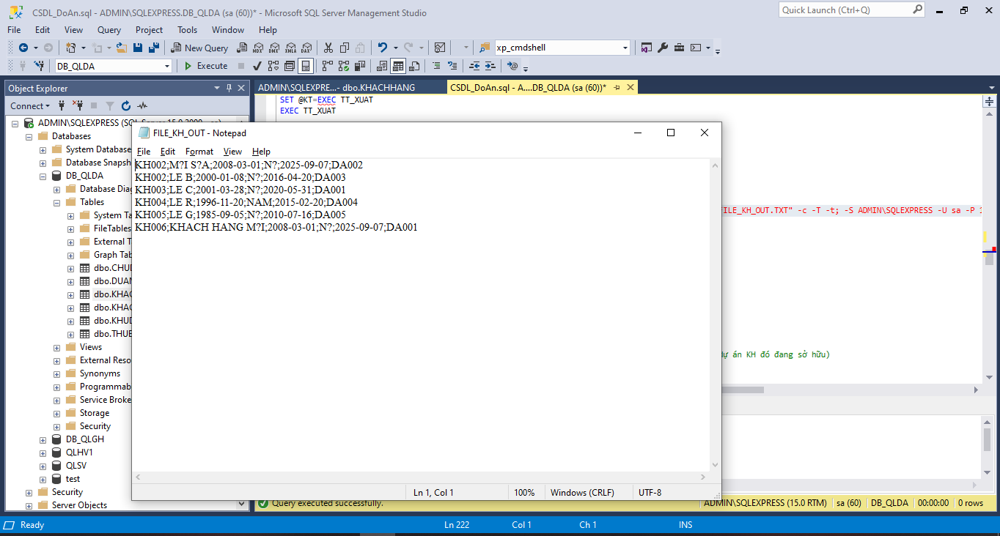 CSDL_DoAn.sql - ADMIN\SQLEXPRESS.DB_QLDA (sa (60))* - Microsoft SQL Server Management Studio
Quick Launch (Ctrl+Q)
File Edit View Query Project Tools Window Help
New Query MDX DMX XMLA DAX xp_cmdshell
DB_QLDA Execute
Object Explorer
ADMIN\SQLEXPRE...- dbo.KHACHHANG
CSDL_DoAn.sql - A....DB_QLDA (sa (60))*
Connect
SET @KT=EXEC TT_XUAT
EXEC TT_XUAT
ADMIN\SQLEXPRESS
Databases
System Database
Database Snapsh
DB_QLDA
Database Dia
Tables
System Ta
FileTables
External T
Graph Tab
dbo.CHUD
dbo.DUAN
dbo.KHAC
dbo.KHAC
dbo.KHUD
dbo.THUE
Views
External Reso
Synonyms
Programmab
Service Broke
Storage
Security
DB_QLGH
QLHV1
QLSV
test
Security
Server Objects
FILE_KH_OUT - Notepad
File Edit Format View Help
KH002;M?I S?A;2008-03-01;N?;2025-09-07;DA002
KH002;LE B;2000-01-08;N?;2016-04-20;DA003
KH003;LE C;2001-03-28;N?;2020-05-31;DA001
KH004;LE R;1996-11-20;NAM;2015-02-20;DA004
KH005;LE G;1985-09-05;N?;2010-07-16;DA005
KH006;KHACH HANG M?I;2008-03-01;N?;2025-09-07;DA001
Ln 1, Col 1 100% Windows (CRLF) UTF-8
FILE_KH_OUT.TXT" -c -T -t; -S ADMIN\SQLEXPRESS -U sa -P 1
dự án KH đó đang sở hữu)
Query executed successfully.
ADMIN\SQLEXPRESS (15.0 RTM) sa (60) DB_QLDA 00:00:00 0 rows
Ready Ln 222 Col 1 Ch 1 INS